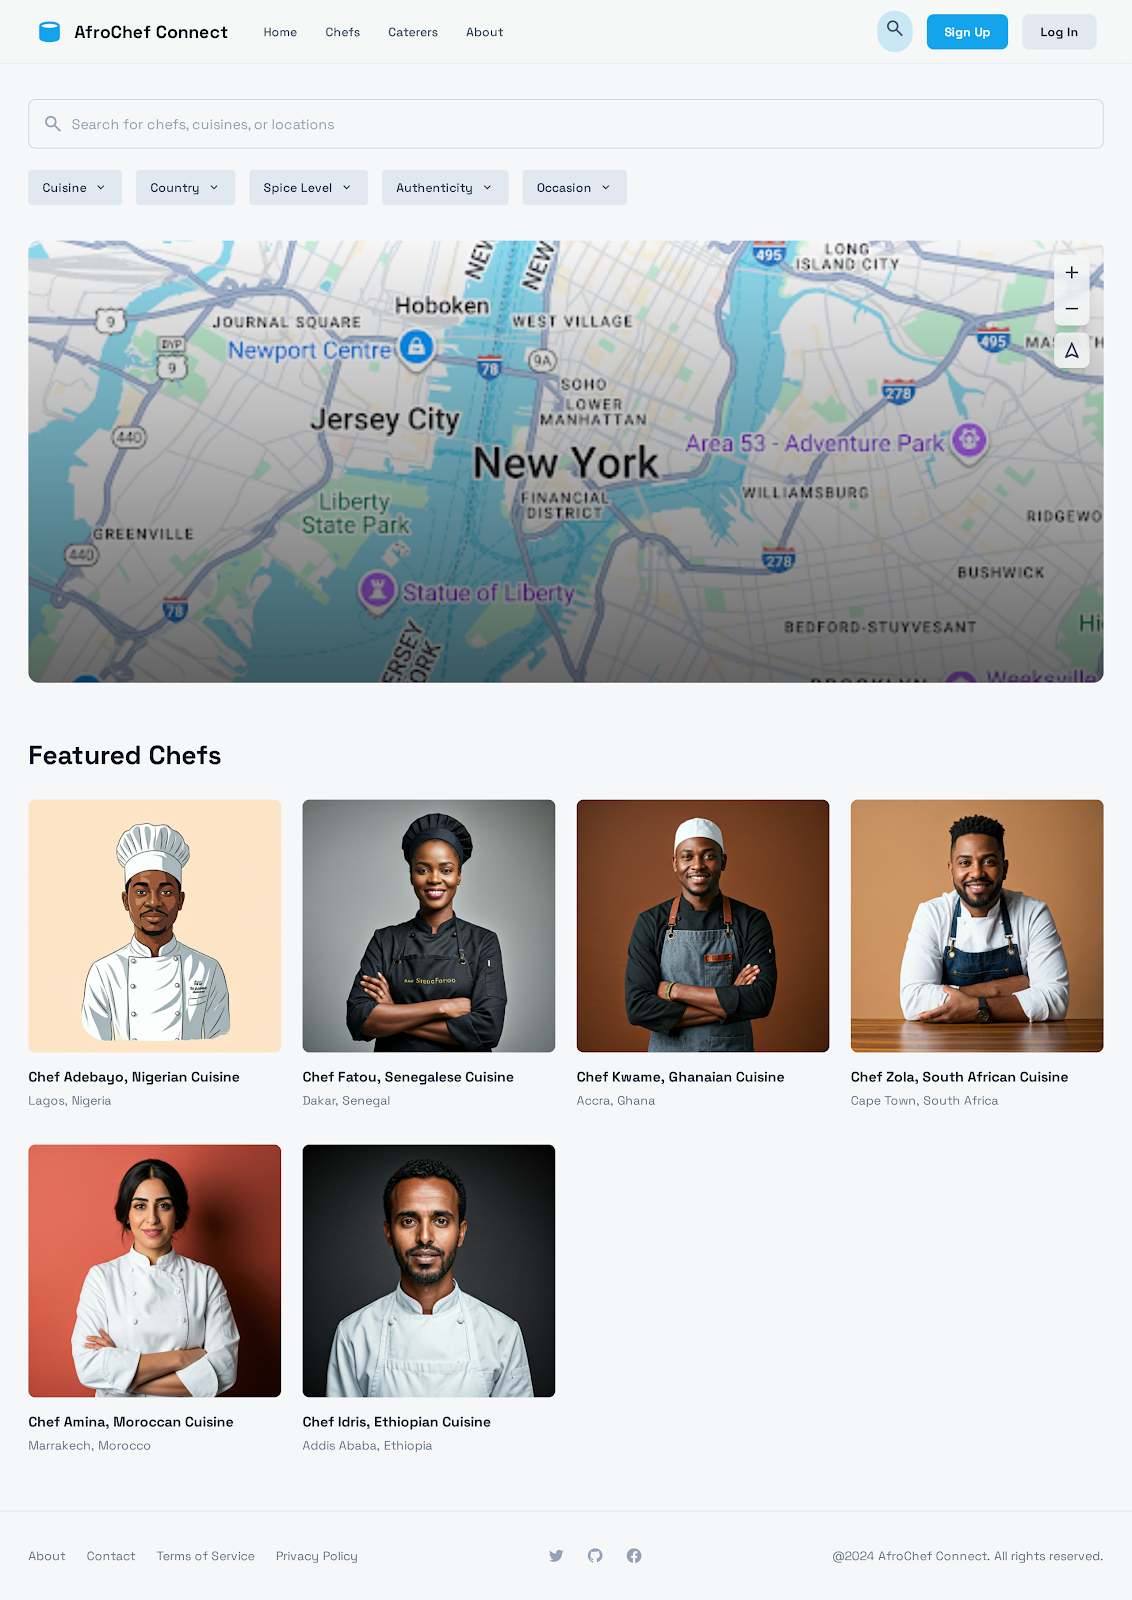 AfroChef Connect
Home
Chefs
Caterers
About
Sign Up
Log In
Search for chefs, cuisines, or locations
Cuisine
Country
Spice Level
Authenticity
Occasion
NEW
NEW
495
LONG
ISLAND CITY
9
JOURNAL SQUARE
Hoboken
WEST VILLAGE
DYP
9
Newport Centre
78
9A
495
278
SOHO
LOWER
MANHATTAN
Jersey City
440
New York
Area 53 - Adventure Park
Liberty
State Park
FINANCIAL
DISTRICT
WILLIAMSBURG
RIDGEWO
GREENVILLE
440
278
BUSHWICK
78
Statue of Liberty
BEDFORD-STUYVESANT
Hi
ERSEY
ORK
BROOKLYN
Weeksville
Featured Chefs
Chef Adebayo, Nigerian Cuisine
Lagos, Nigeria
Chef Fatou, Senegalese Cuisine
Dakar, Senegal
Chef Kwame, Ghanaian Cuisine
Accra, Ghana
Chef Zola, South African Cuisine
Cape Town, South Africa
Chef Amina, Moroccan Cuisine
Marrakech, Morocco
Chef Idris, Ethiopian Cuisine
Addis Ababa, Ethiopia
About
Contact
Terms of Service
Privacy Policy
@2024 AfroChef Connect. All rights reserved.